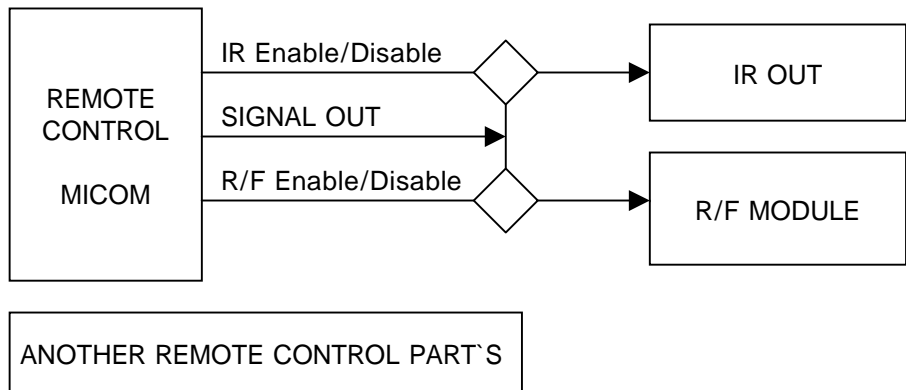 REMOTE
CONTROL
MICOM
IR Enable/Disable
SIGNAL OUT
R/F Enable/Disable
IR OUT
R/F MODULE
ANOTHER REMOTE CONTROL PART`S